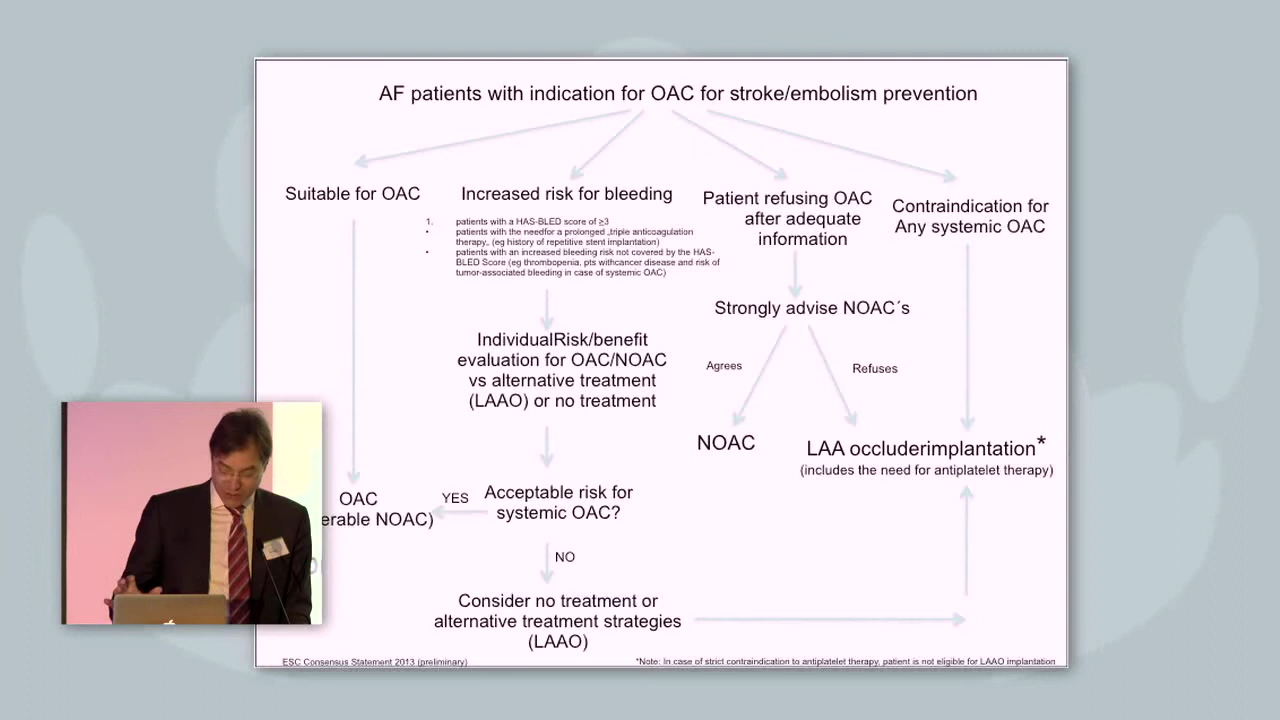 AF patients with indication for OAC for stroke/embolism prevention
Suitable for OAC
Increased risk for bleeding
1. patients with a HAS-BLED score of ≥3
• patients with the needfor a prolonged „triple anticoagulation
therapy„ (eg history of repetitive stent implantation)
• patients with an increased bleeding risk not covered by the HAS-
BLED Score (eg thrombopenia, pts withcancer disease and risk of
tumor-associated bleeding in case of systemic OAC)
Patient refusing OAC
after adequate
information
Contraindication for
Any systemic OAC
Strongly advise NOAC´s
IndividualRisk/benefit
evaluation for OAC/NOAC
vs alternative treatment
(LAAO) or no treatment
Agrees
Refuses
NOAC
LAA occluderimplantation*
(includes the need for antiplatelet therapy)
OAC
erable NOAC)
YES
Acceptable risk for
systemic OAC?
NO
Consider no treatment or
alternative treatment strategies
(LAAO)
ESC Consensus Statement 2013 (preliminary)
*Note: In case of strict contraindication to antiplatelet therapy, patient is not eligible for LAAO implantation